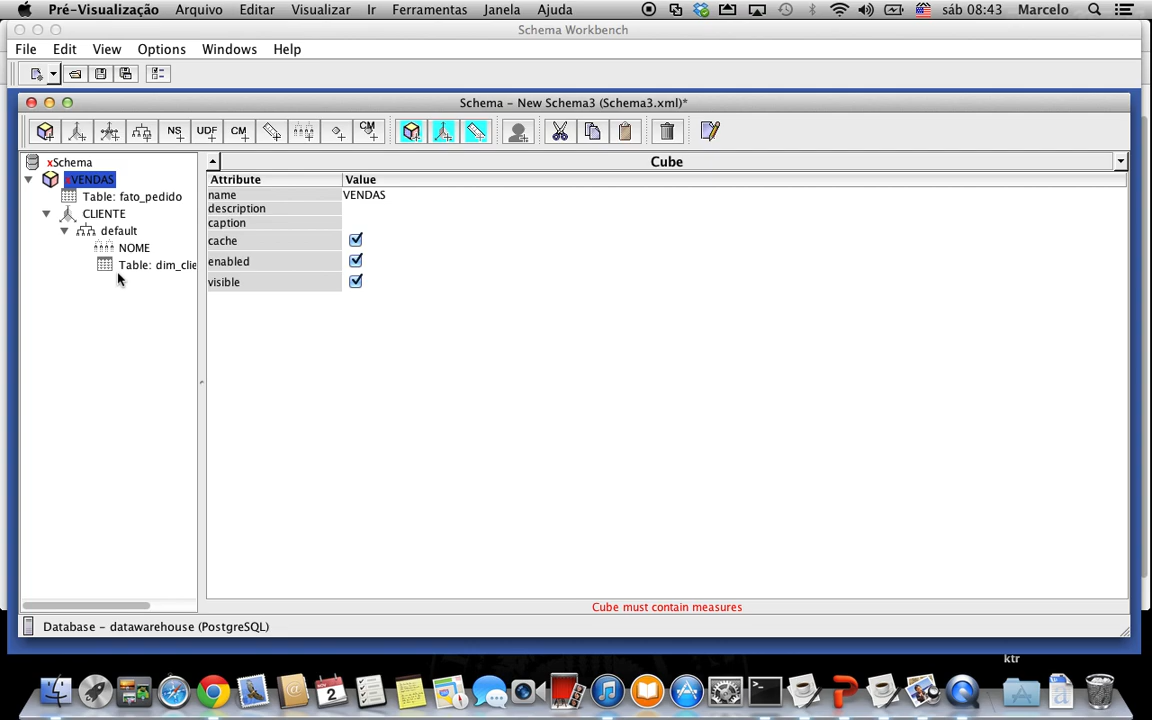 Pré-Visualização Arquivo Editar Visualizar Ir Ferramentas Janela Ajuda sáb 08:43 Marcelo
Schema Workbench
File Edit View Options Windows Help
Schema - New Schema3 (Schema3.xml)*
NS UDF CM CM
Schema
VENDAS
Table: fato_pedido
CLIENTE
default
NOME
Table: dim_clie
Cube
Attribute Value
name VENDAS
description
caption
cache
enabled
visible
Cube must contain measures
Database - datawarehouse (PostgreSQL)
ktr
2